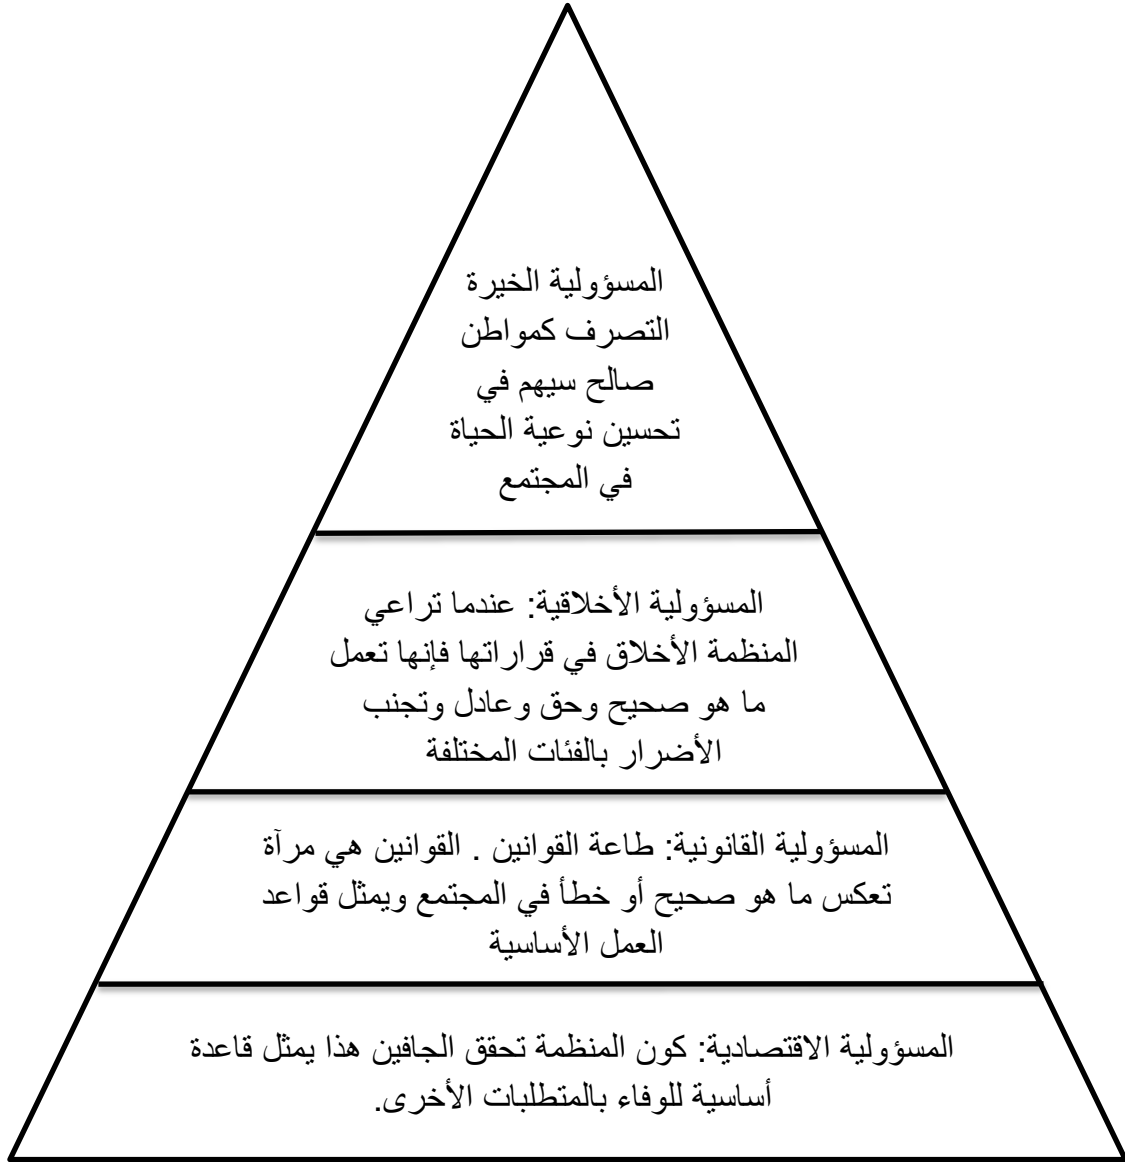 المسؤولية الخيرة
التصرف كمواطن
صالح سيهم في
تحسين نوعية الحياة
في المجتمع
المسؤولية الأخلاقية: عندما تراعي
المنظمة الأخلاق في قراراتها فإنها تعمل
ما هو صحيح وحق وعادل وتجنب
الأضرار بالفئات المختلفة
المسؤولية القانونية: طاعة القوانين . القوانين هي مرآة
تعكس ما هو صحيح أو خطأ في المجتمع ويمثل قواعد
العمل الأساسية
المسؤولية الاقتصادية: كون المنظمة تحقق الجافين هذا يمثل قاعدة
أساسية للوفاء بالمتطلبات الأخرى.